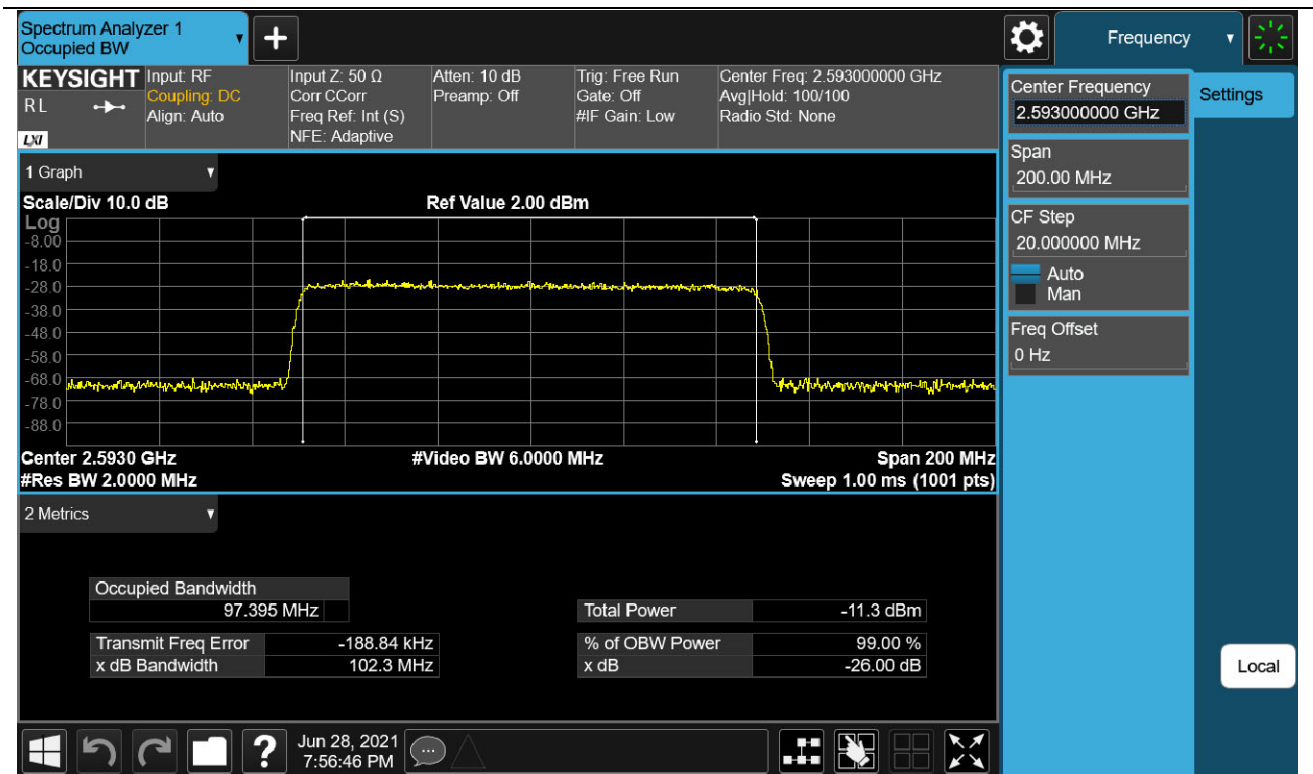 Spectrum Analyzer 1
Occupied BW
▼
+
Frequency
▼
KEYSIGHT
R L
LXI
Input: RF
Coupling: DC
Align: Auto
Input Z: 50 Ω
Corr CCorr
Freq Ref: Int (S)
NFE: Adaptive
Atten: 10 dB
Preamp: Off
Trig: Free Run
Gate: Off
#IF Gain: Low
Center Freq: 2.593000000 GHz
Avg|Hold: 100/100
Radio Std: None
1 Graph ▼
Scale/Div 10.0 dB
Ref Value 2.00 dBm
Log
-8.00
-18.0
-28.0
-38.0
-48.0
-58.0
-68.0
-78.0
-88.0
Center 2.5930 GHz
#Video BW 6.0000 MHz
Span 200 MHz
#Res BW 2.0000 MHz
Sweep 1.00 ms (1001 pts)
2 Metrics ▼
Occupied Bandwidth
97.395 MHz
Total Power -11.3 dBm
Transmit Freq Error -188.84 kHz
% of OBW Power 99.00 %
x dB Bandwidth 102.3 MHz
x dB -26.00 dB
Center Frequency
2.593000000 GHz
Span
200.00 MHz
CF Step
20.000000 MHz
Auto
Man
Freq Offset
0 Hz
Settings
Local
?
Jun 28, 2021
7:56:46 PM
...